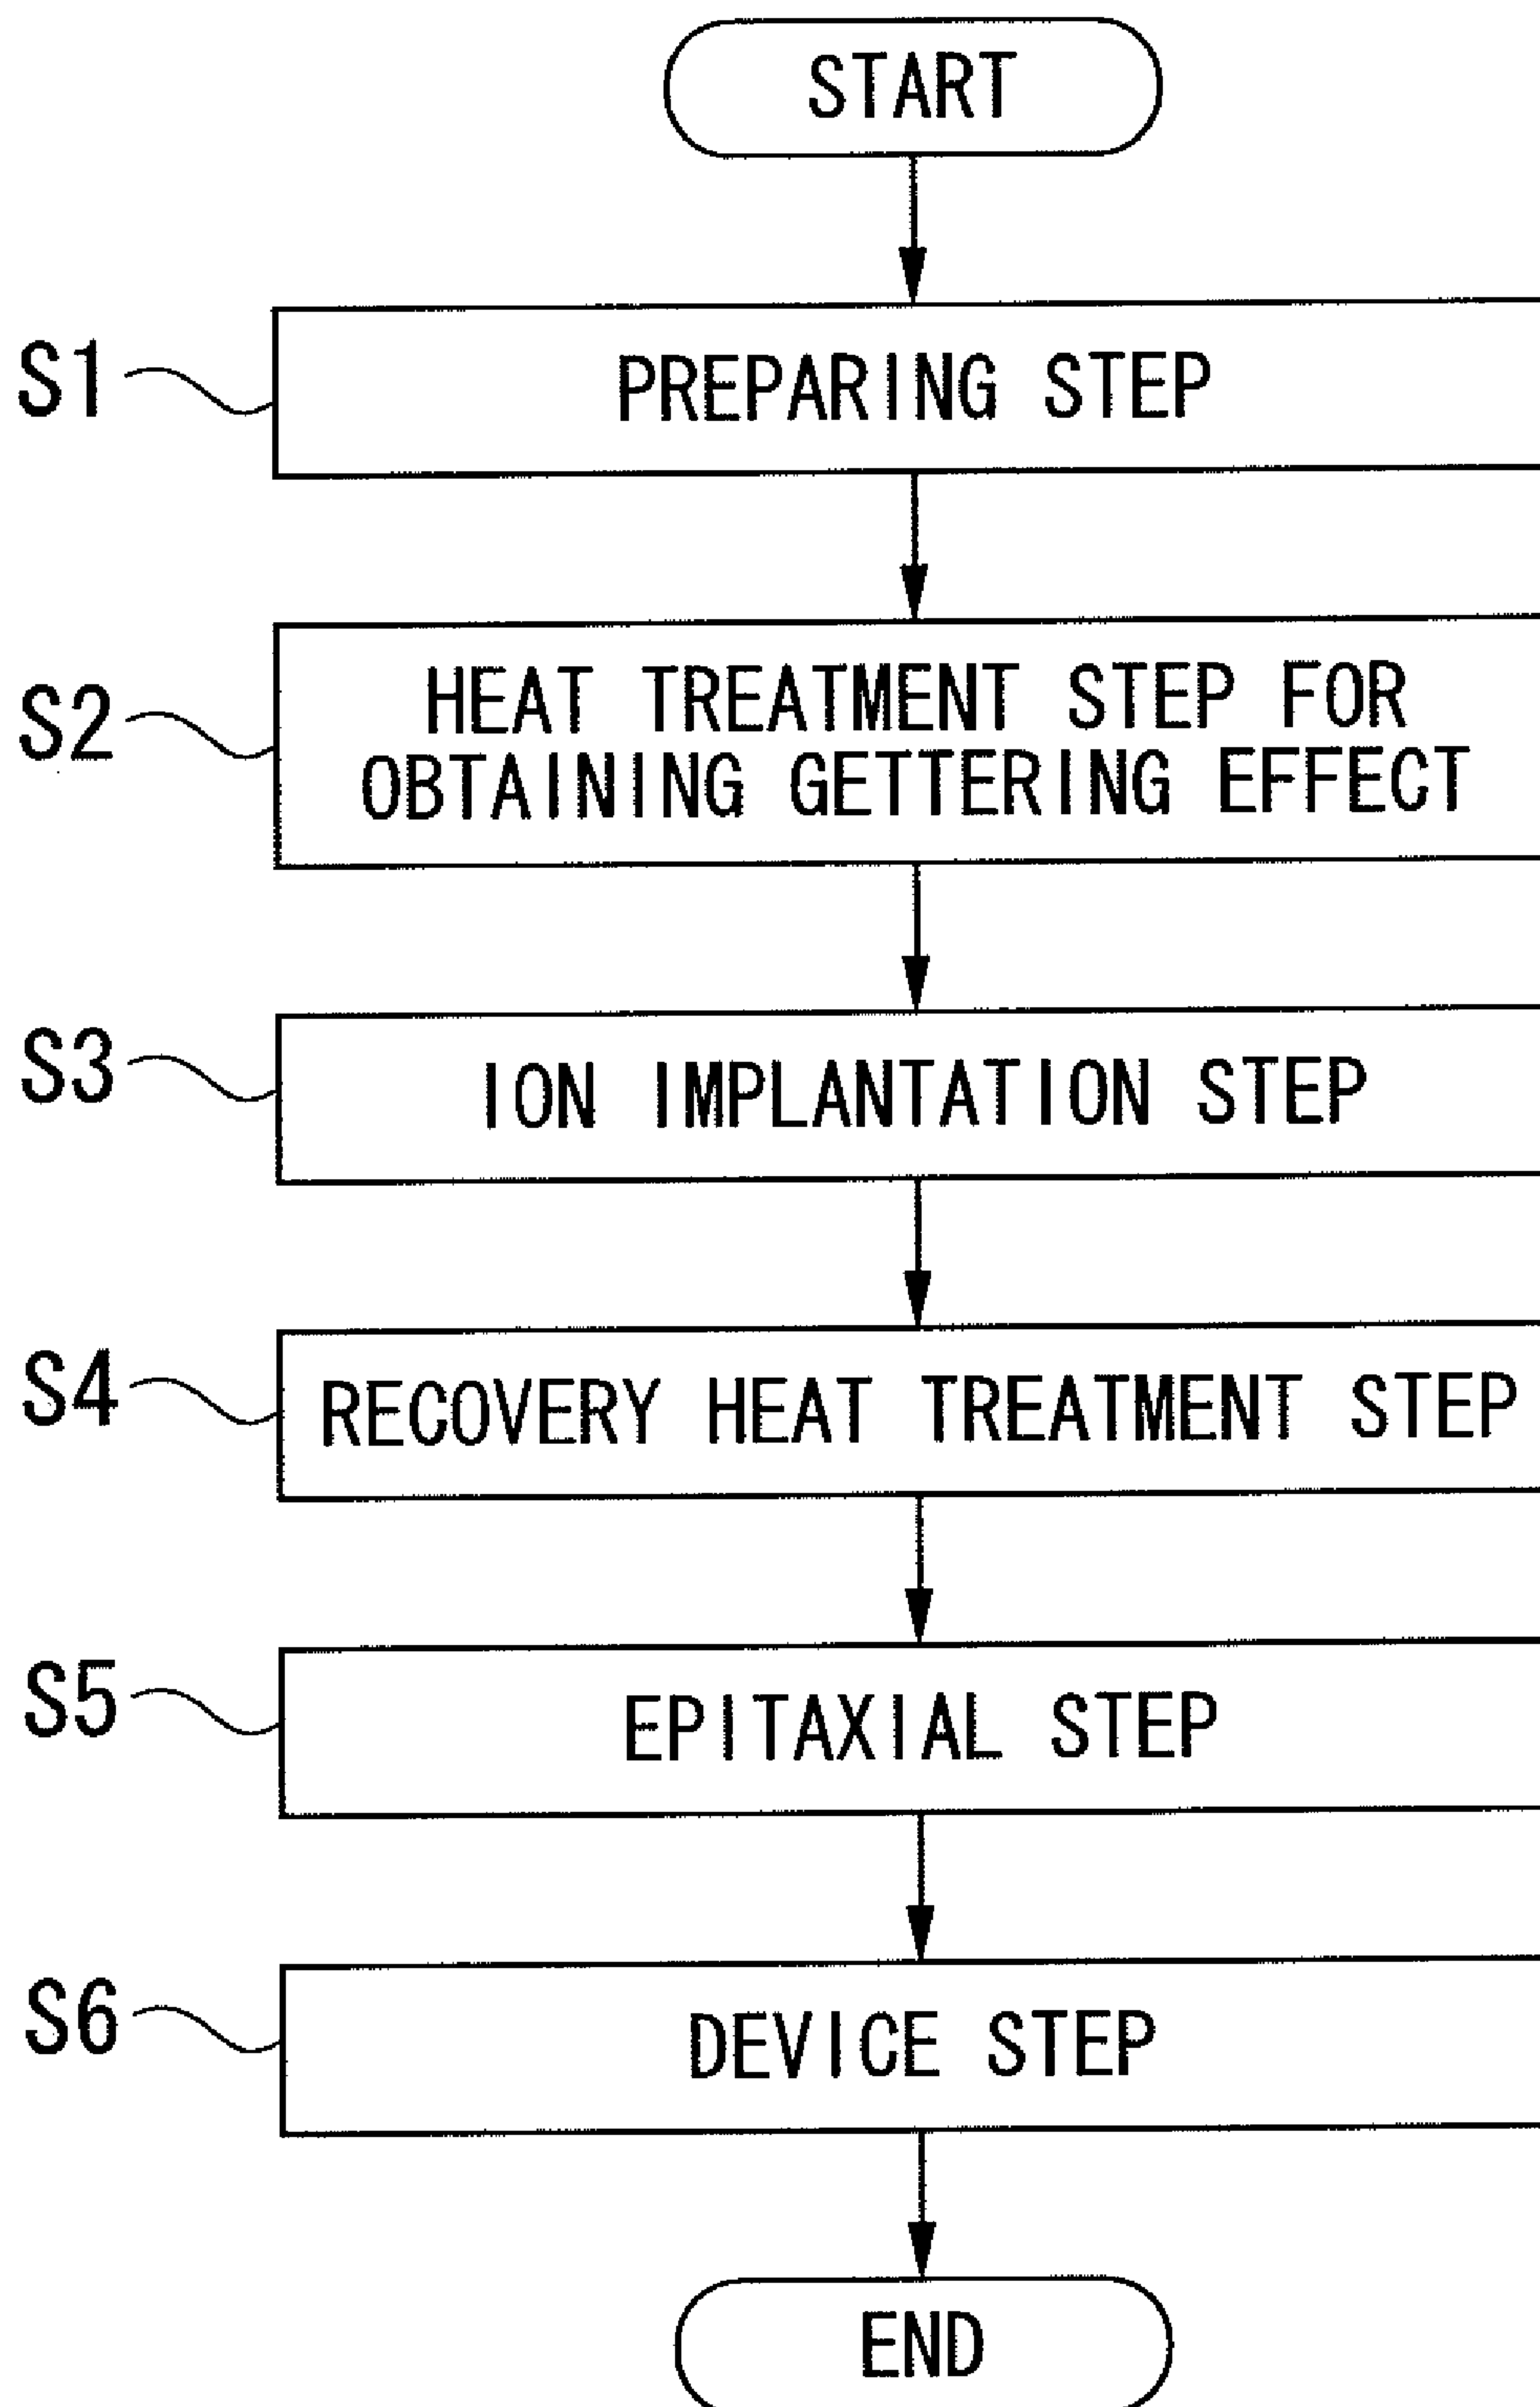 START
S1 PREPARING STEP
S2 HEAT TREATMENT STEP FOR
OBTAINING GETTERING EFFECT
S3 ION IMPLANTATION STEP
S4 RECOVERY HEAT TREATMENT STEP
S5 EPITAXIAL STEP
S6 DEVICE STEP
END